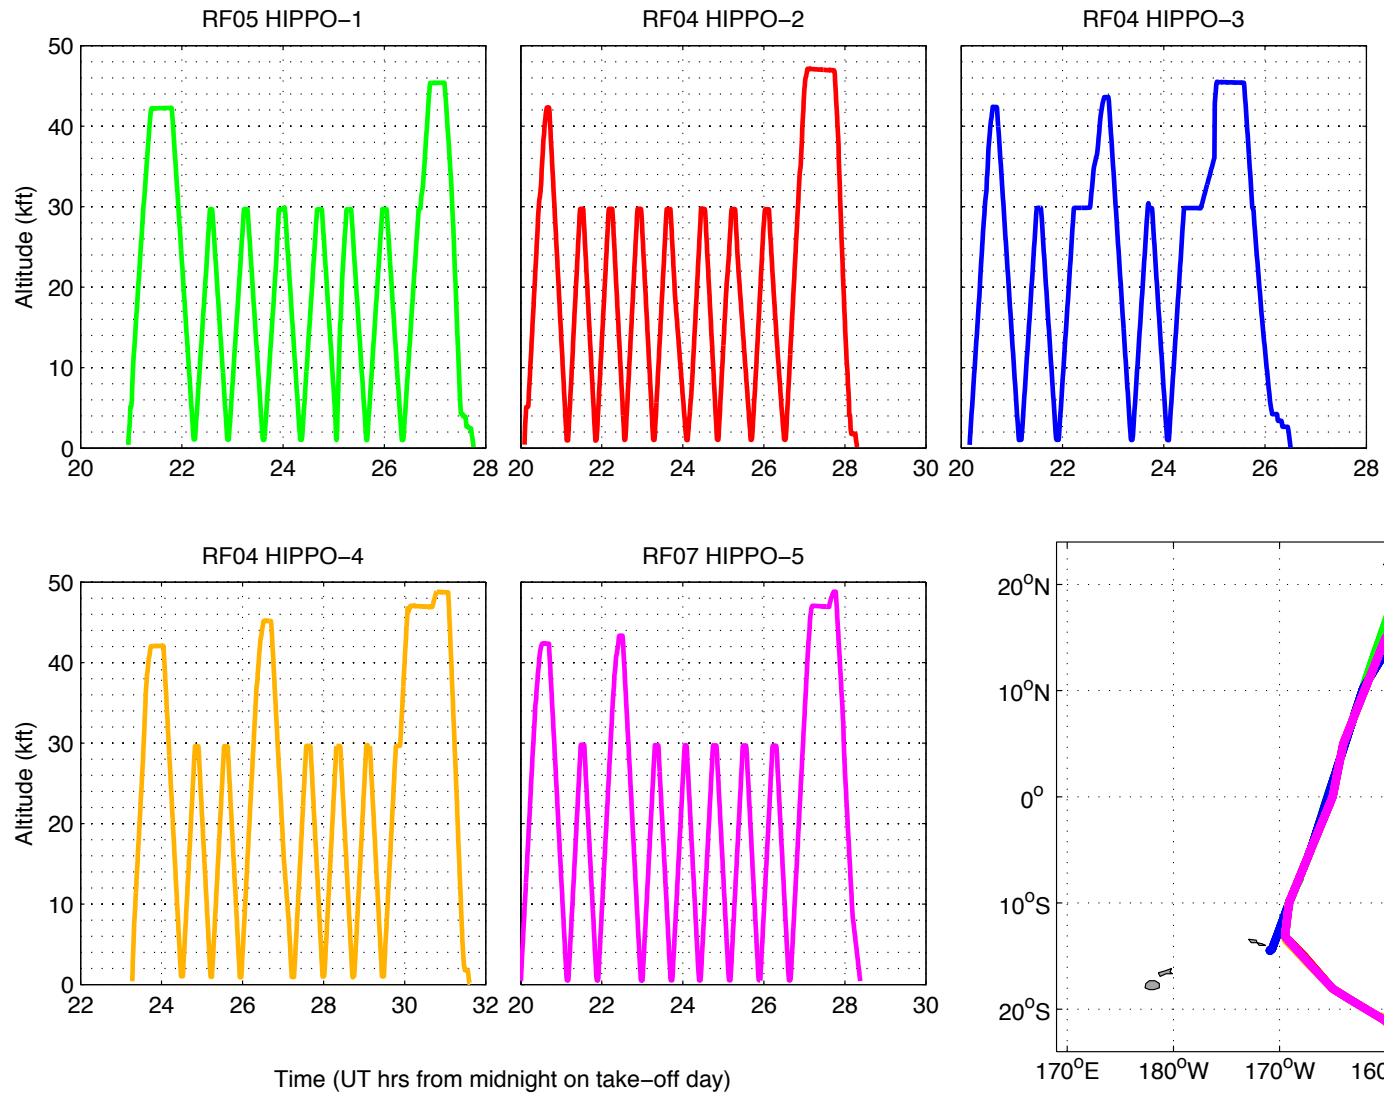 RF05 HIPPO−1
RF04 HIPPO−2
RF04 HIPPO−3
50
40
30
20
10
0
Altitude (kft)
20 22 24 26 28
20 22 24 26 28 30
20 22 24 26 28
RF04 HIPPO−4
RF07 HIPPO−5
50
40
30
20
10
0
Altitude (kft)
22 24 26 28 30 32
20 22 24 26 28 30
20°N
10°N
0°
10°S
20°S
170°E 180°W 170°W 160
Time (UT hrs from midnight on take−off day)